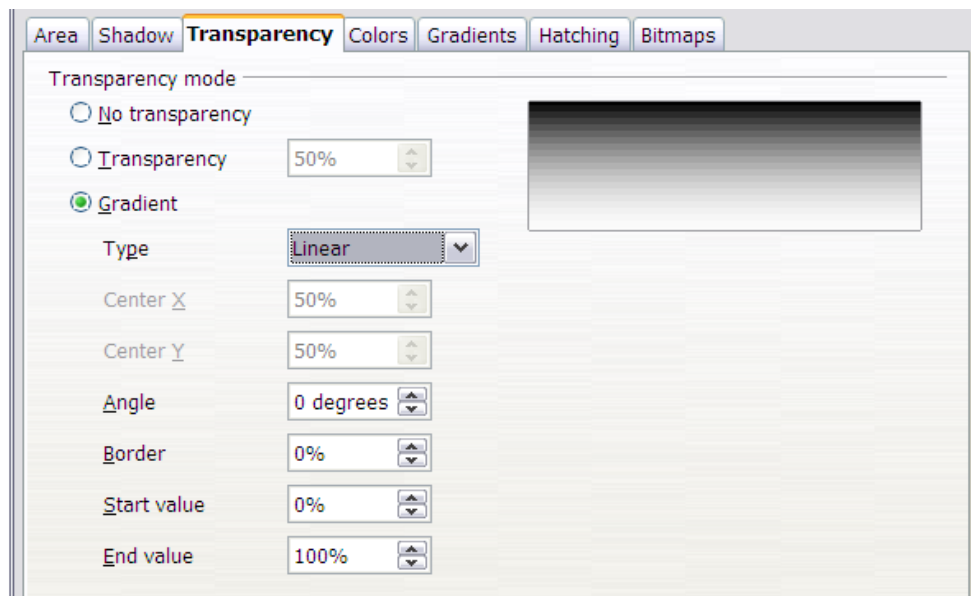 Area Shadow Transparency Colors Gradients Hatching Bitmaps
Transparency mode
No transparency
Transparency 50%
Gradient
Type Linear
Center X 50%
Center Y 50%
Angle 0 degrees
Border 0%
Start value 0%
End value 100%